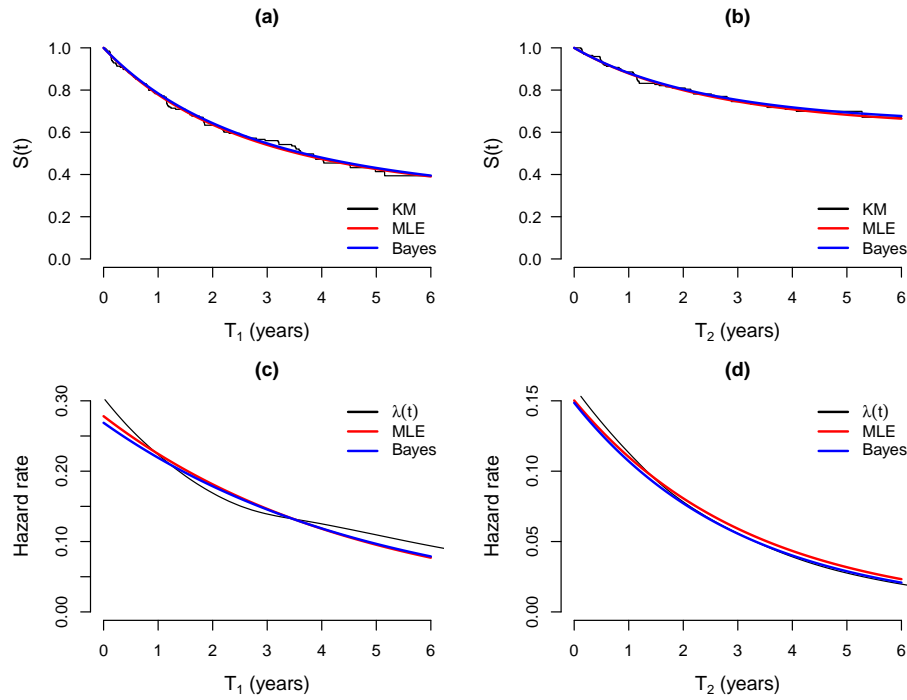 (a)
S(t)
1.0
0.8
0.6
0.4
0.2
0.0
KM
MLE
Bayes
0 1 2 3 4 5 6
T1 (years)
(b)
S(t)
1.0
0.8
0.6
0.4
0.2
0.0
KM
MLE
Bayes
0 1 2 3 4 5 6
T2 (years)
(c)
Hazard rate
0.30
0.20
0.10
0.00
λ(t)
MLE
Bayes
0 1 2 3 4 5 6
T1 (years)
(d)
Hazard rate
0.15
0.10
0.05
0.00
λ(t)
MLE
Bayes
0 1 2 3 4 5 6
T2 (years)